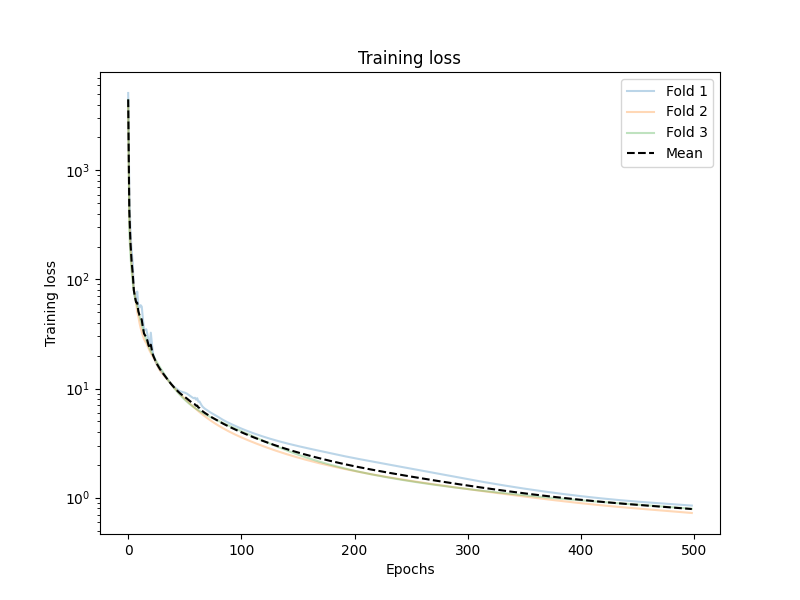 Training loss
Fold 1
Fold 2
Fold 3
Mean
Training loss
10³
10²
10¹
10⁰
0 100 200 300 400 500
Epochs